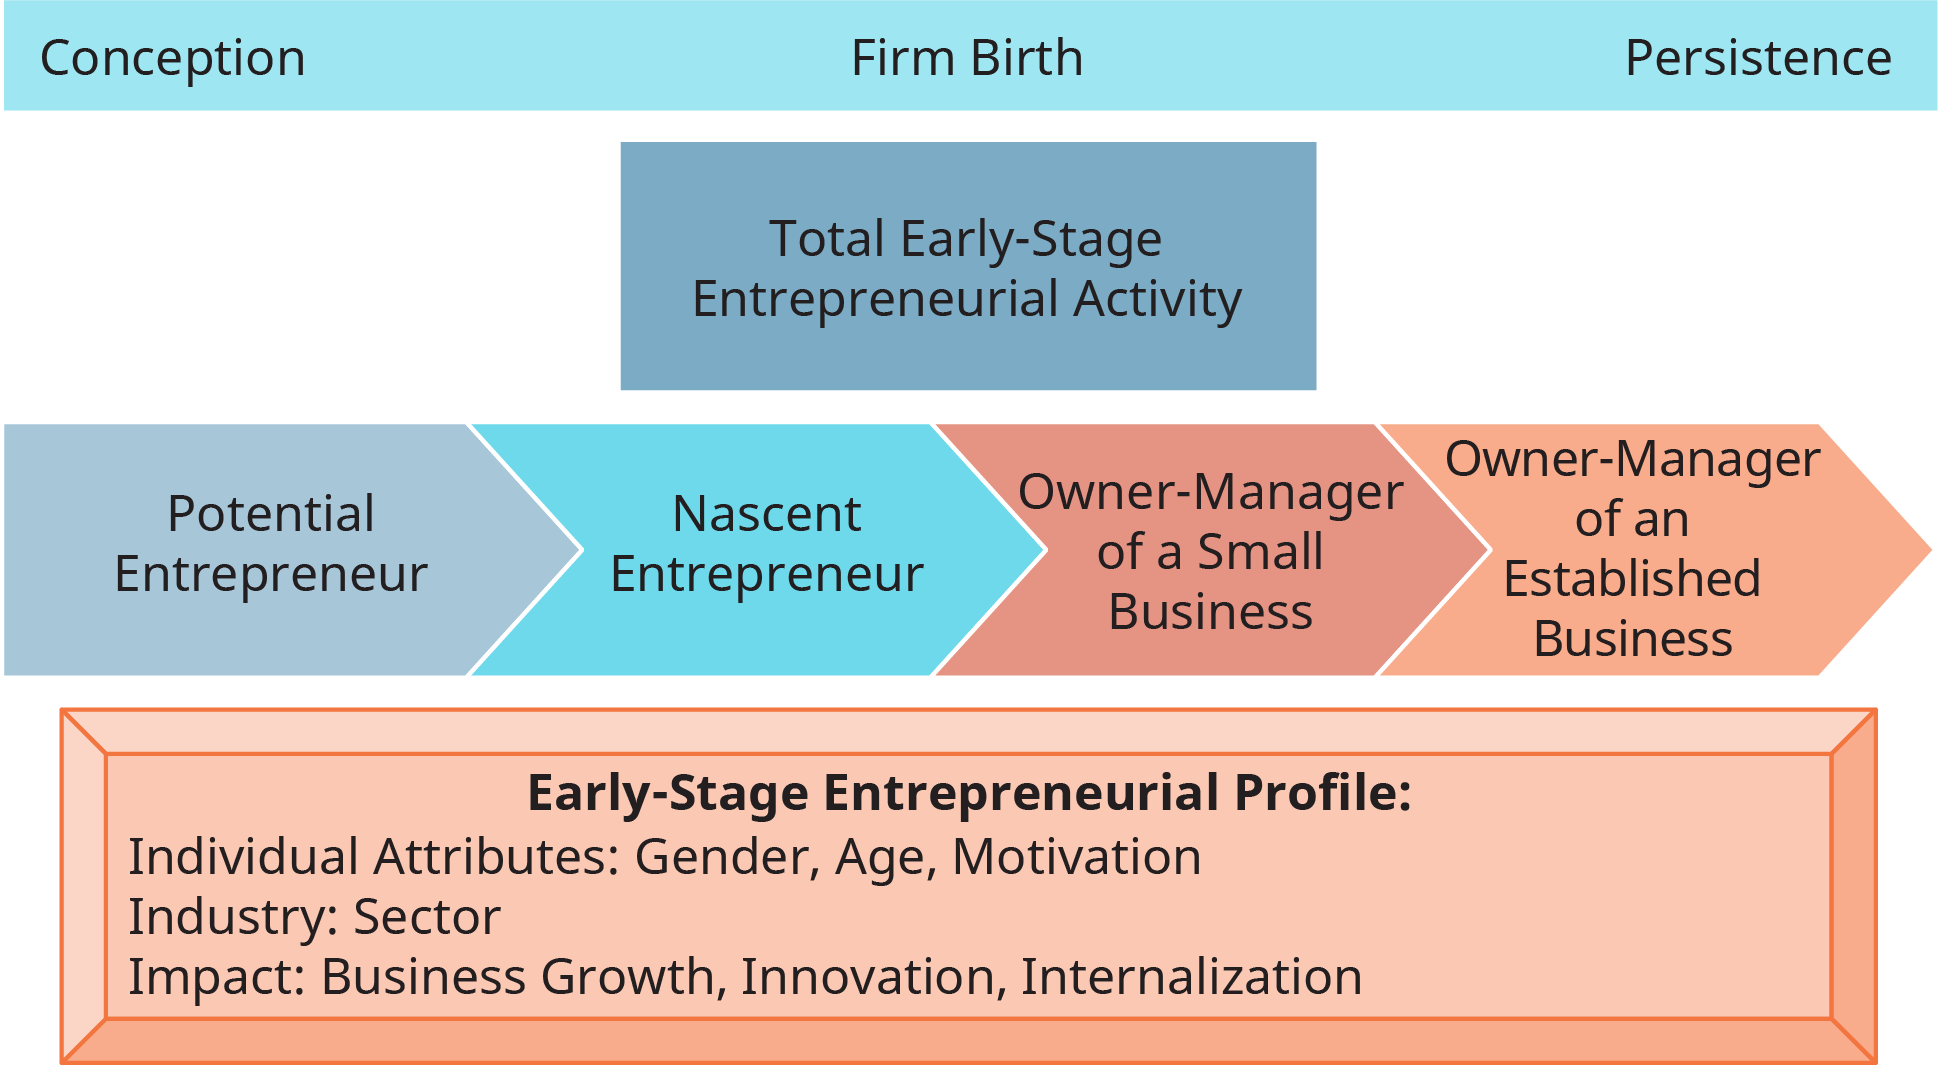 Conception
Firm Birth
Persistence
Total Early-Stage
Entrepreneurial Activity
Potential
Entrepreneur
Nascent
Entrepreneur
Owner-Manager
of a Small
Business
Owner-Manager
of an
Established
Business
Early-Stage Entrepreneurial Profile:
Individual Attributes: Gender, Age, Motivation
Industry: Sector
Impact: Business Growth, Innovation, Internalization